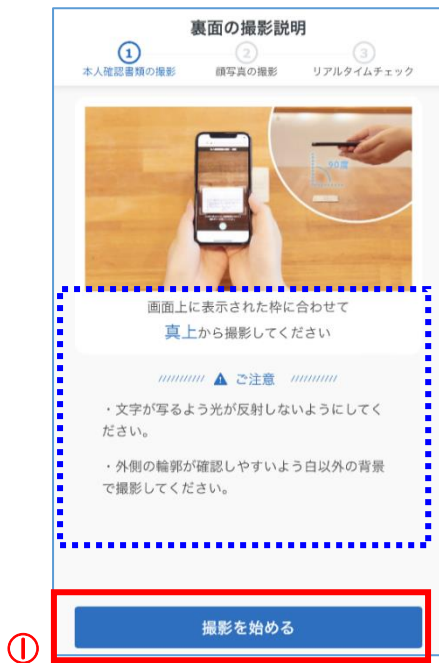 裏面の撮影説明
1 2 3
本人確認書類の撮影 顔写真の撮影 リアルタイムチェック
90度
画面上に表示された枠に合わせて
真上から撮影してください
ご注意
・文字が写るよう光が反射しないようにしてく
ださい。
・外側の輪郭が確認しやすいよう白以外の背景
で撮影してください。
① 撮影を始める